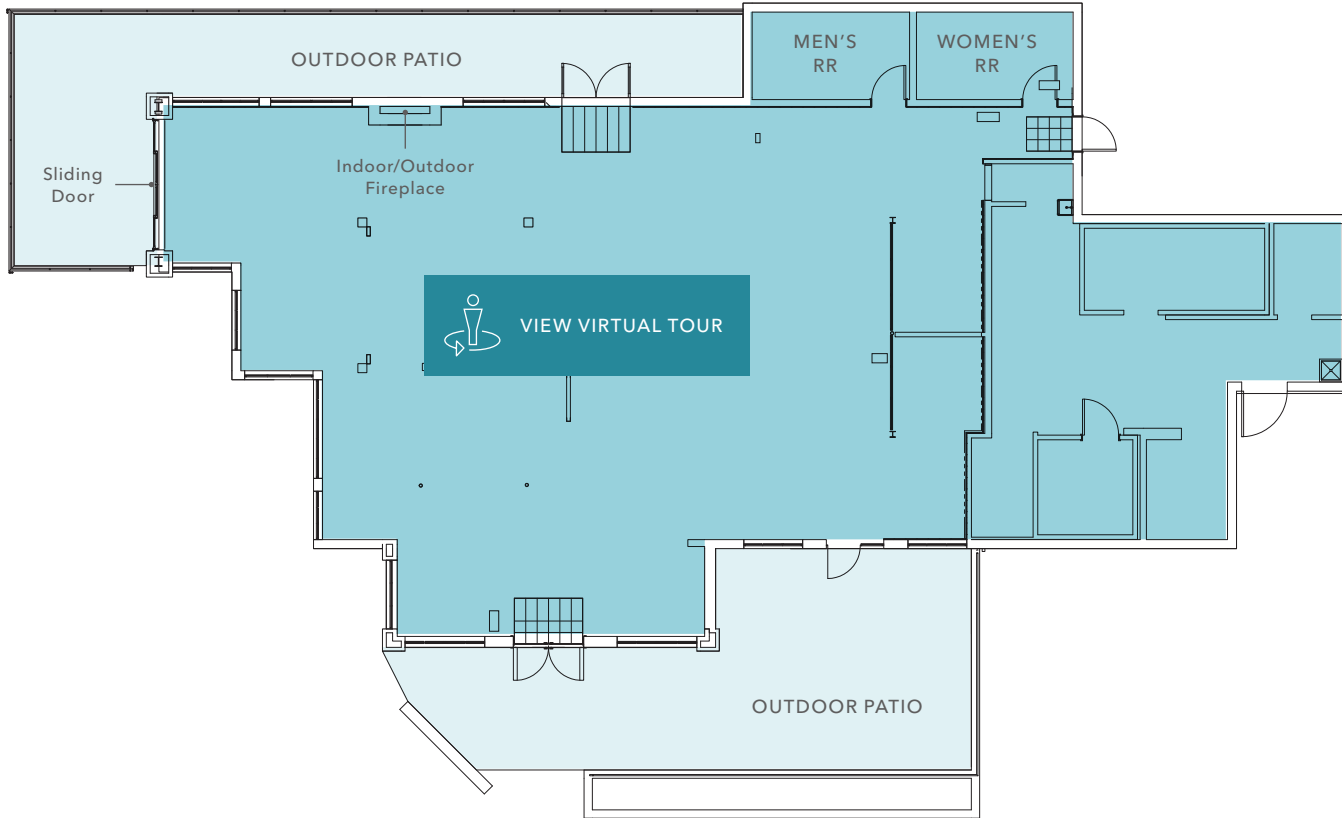 OUTDOOR PATIO
MEN'S
RR
WOMEN'S
RR
Sliding
Door
Indoor/Outdoor
Fireplace
VIEW VIRTUAL TOUR
OUTDOOR PATIO